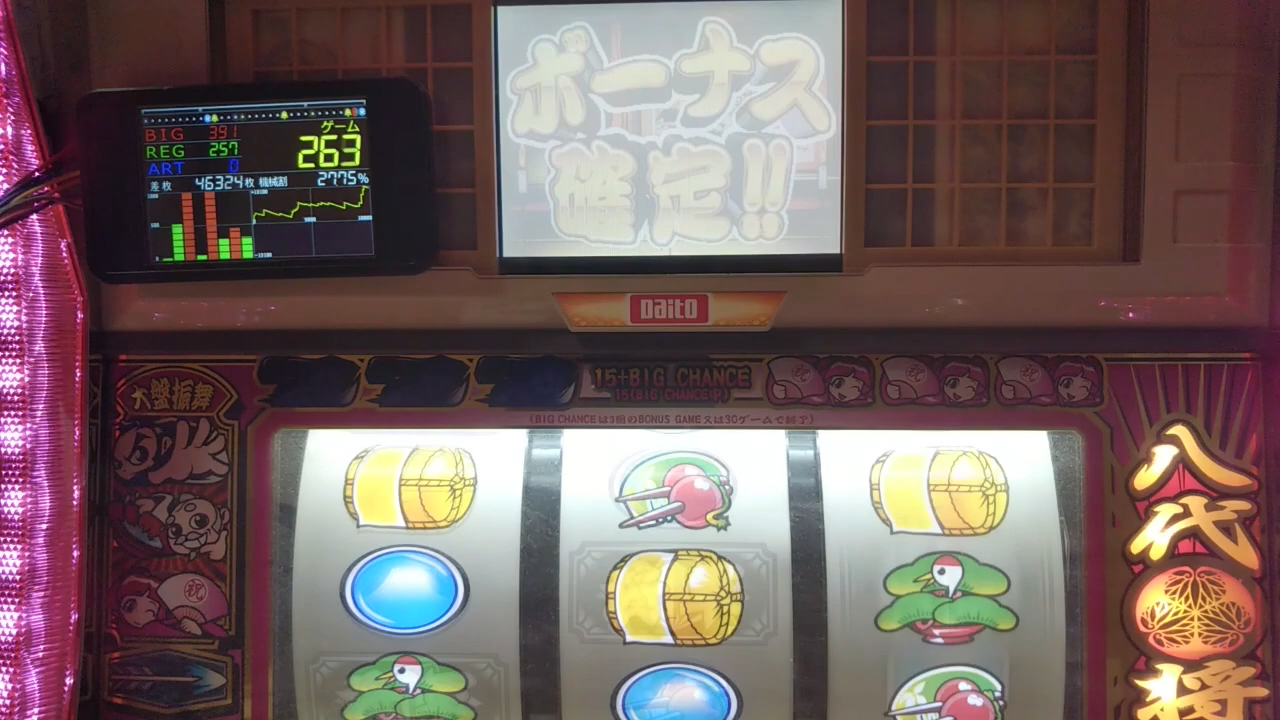 ボーナス
確定!!
ゲーム
BIG 391
REG 257
263
ART 0
差枚 46324枚 機械割 277.5%
Daito
大盤振舞
15+BIG CHANCE
15(BIG CHANCE中)
(BIG CHANCEは3回のBONUS GAME又は30ゲームで終了)
祝
祝
祝
祝
八代将